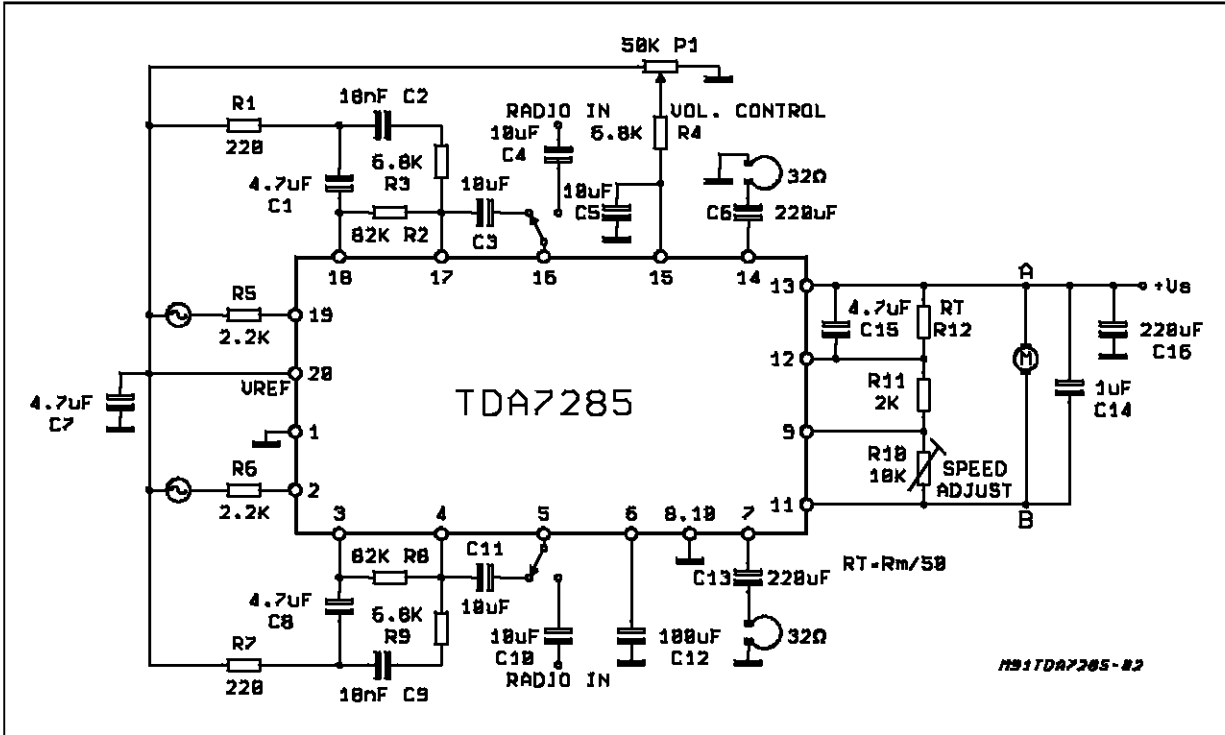 50K P1
18nF C2
RADIO IN
VOL. CONTROL
R1
220
10uF
C4
6.8K
R4
6.8K
R3
4.7uF
C1
10uF
C3
10uF
C5
32Ω
C6
220uF
82K R2
18
17
16
15
14
13
A
+Vs
R5
2.2K
19
4.7uF
C15
RT
R12
220uF
C16
12
M
20
VREF
TDA7285
R11
2K
1uF
C14
4.7uF
C7
1
9
R10
10K
SPEED
ADJUST
R6
2.2K
2
11
B
3
4
5
6
8.10
7
82K R8
C11
10uF
C13
220uF
RT=Rm/50
4.7uF
C8
6.8K
R9
10uF
C10
100uF
C12
32Ω
R7
220
18nF C9
RADIO IN
M91TDA7285-02